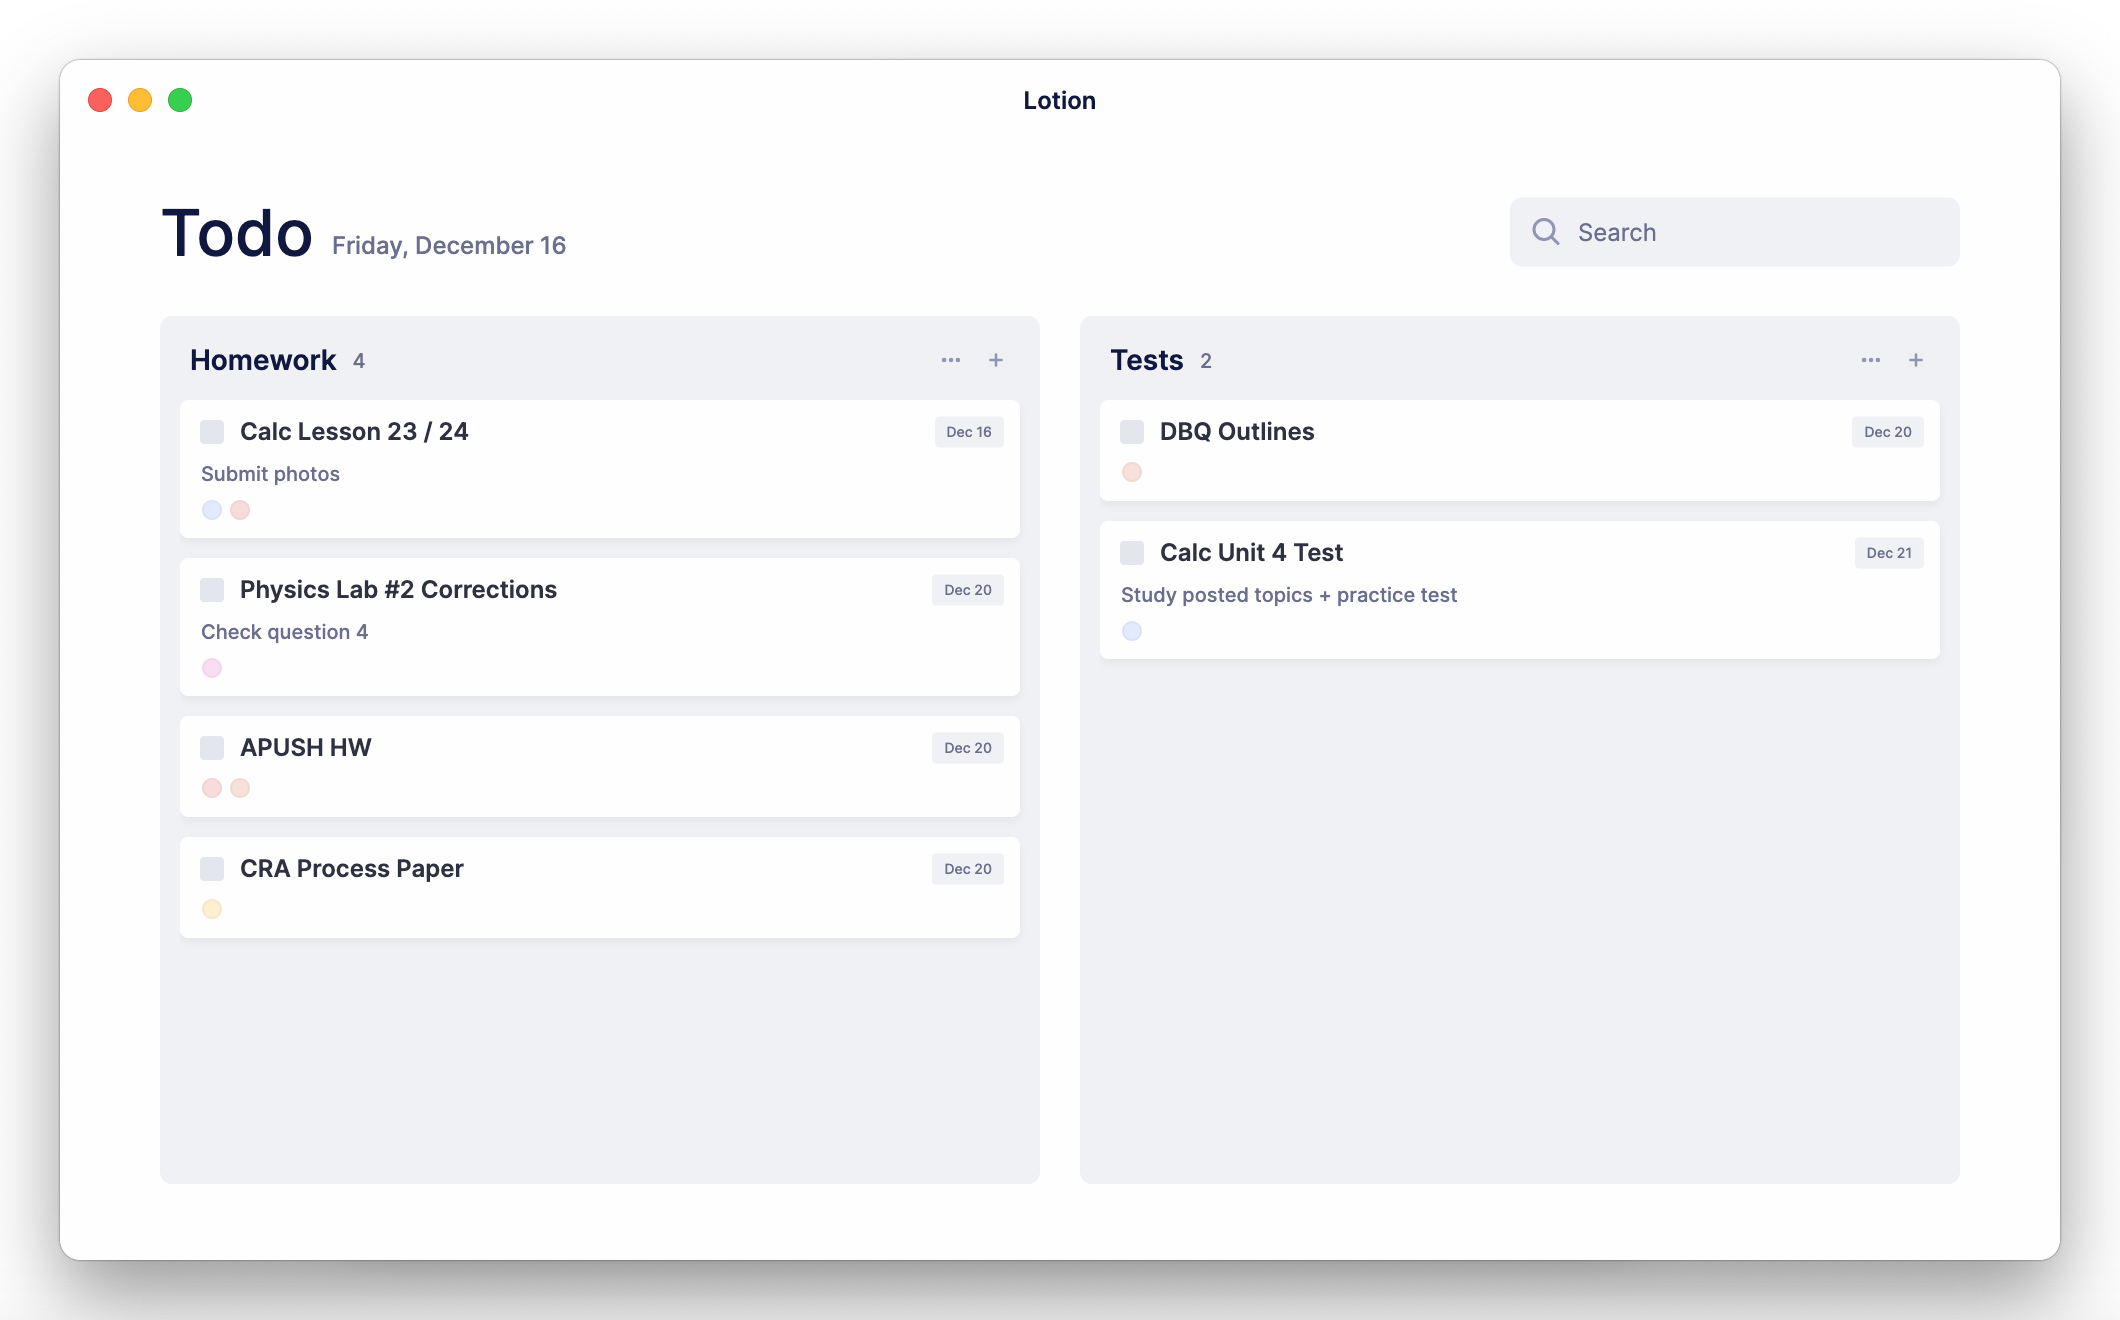 Lotion
Todo Friday, December 16
Search
Homework 4
Calc Lesson 23 / 24
Dec 16
Submit photos
Physics Lab #2 Corrections
Dec 20
Check question 4
APUSH HW
Dec 20
CRA Process Paper
Dec 20
Tests 2
DBQ Outlines
Dec 20
Calc Unit 4 Test
Dec 21
Study posted topics + practice test